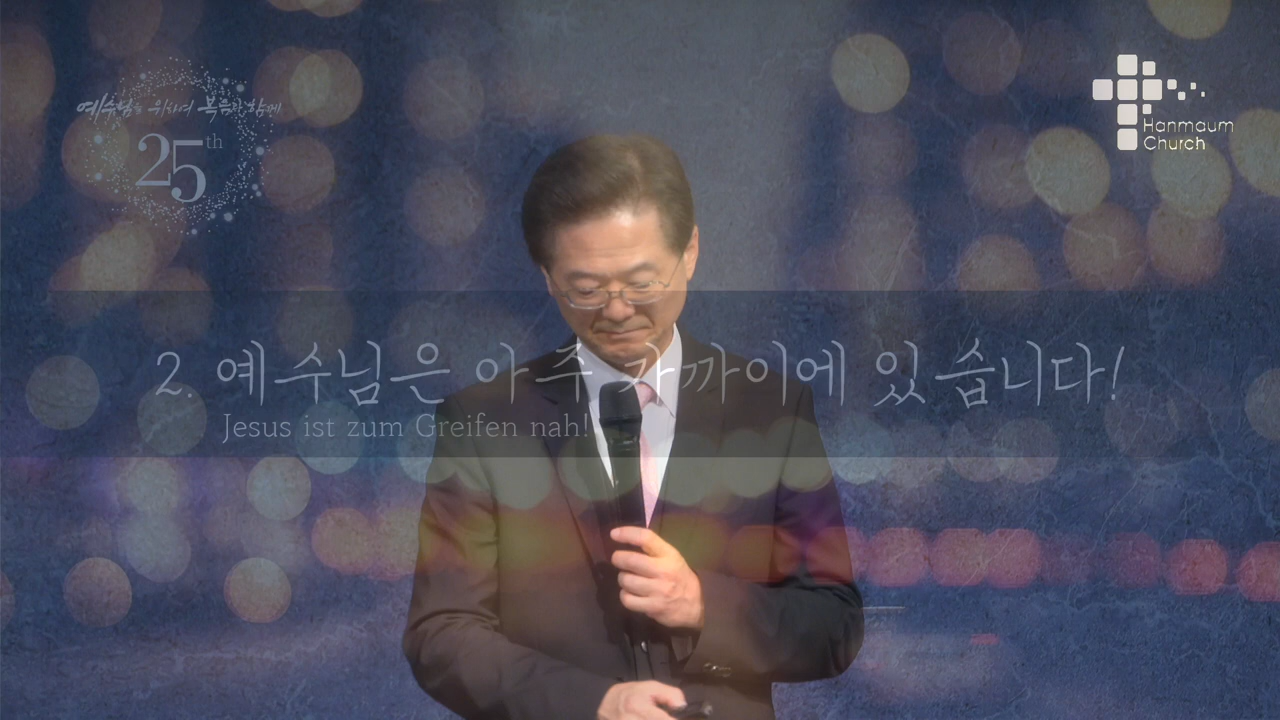 예수님을 위하여 복음과 함께
25th
Hanmaum
Church
2. 예수님은 아주 가까이에 있습니다!
Jesus ist zum Greifen nah!